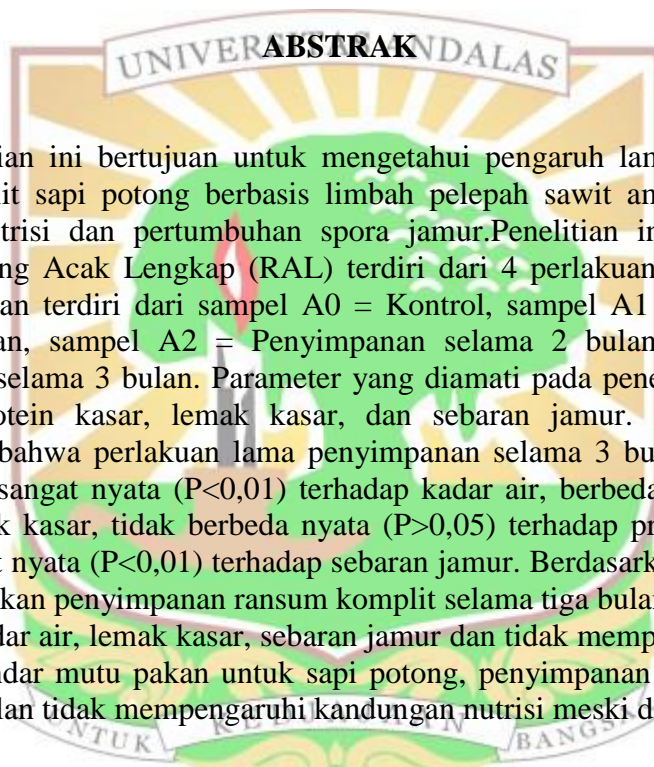 UNIVERSITAS ANDALAS
ABSTRAK
ian ini bertujuan untuk mengetahui pengaruh lan
lit sapi potong berbasis limbah pelepah sawit an
trisi dan pertumbuhan spora jamur.Penelitian in
ng Acak Lengkap (RAL) terdiri dari 4 perlakuan
an terdiri dari sampel A0 = Kontrol, sampel A1
an, sampel A2 = Penyimpanan selama 2 bulan
selama 3 bulan. Parameter yang diamati pada pene
otein kasar, lemak kasar, dan sebaran jamur.
bahwa perlakuan lama penyimpanan selama 3 bu
sangat nyata (P<0,01) terhadap kadar air, berbeda
k kasar, tidak berbeda nyata (P>0,05) terhadap pr
t nyata (P<0,01) terhadap sebaran jamur. Berdasark
kan penyimpanan ransum komplit selama tiga bulan
dar air, lemak kasar, sebaran jamur dan tidak memp
ndar mutu pakan untuk sapi potong, penyimpanan
lan tidak mempengaruhi kandungan nutrisi meski d
UNTUK BANGS